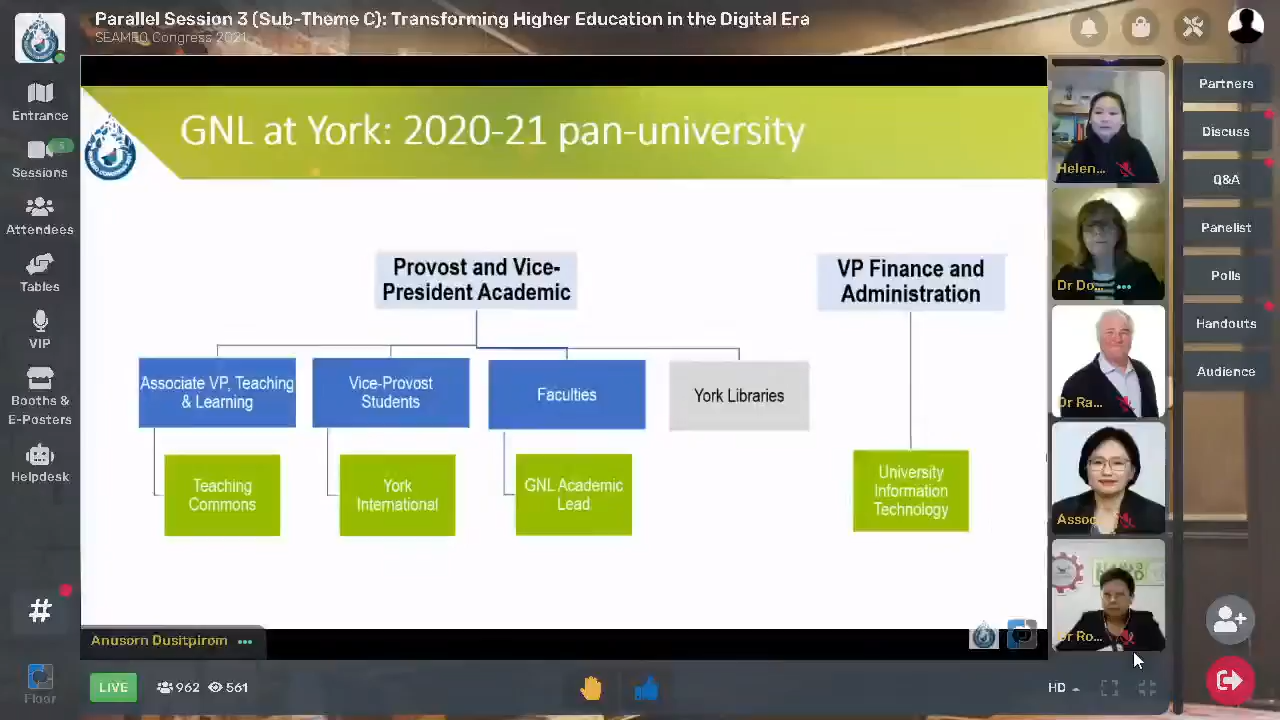 Parallel Session 3 (Sub-Theme C): Transforming Higher Education in the Digital Era
SEAMEO Congress 2021
Entrance
5
Sessions
Attendees
Tables
VIP
Booths &
E-Posters
Helpdesk
#
Floor
GNL at York: 2020-21 pan-university
Provost and Vice-
President Academic
VP Finance and
Administration
Associate VP, Teaching
& Learning
Vice-Provost
Students
Faculties
York Libraries
Teaching
Commons
York
International
GNL Academic
Lead
University
Information
Technology
Anusorn Dusitpirom
LIVE
962
561
HD
Helen...
Dr Do...
Dr Ra...
Assoc
Dr Ro...
Partners
Discuss
Q&A
Panelist
Polls
Handouts
Audience